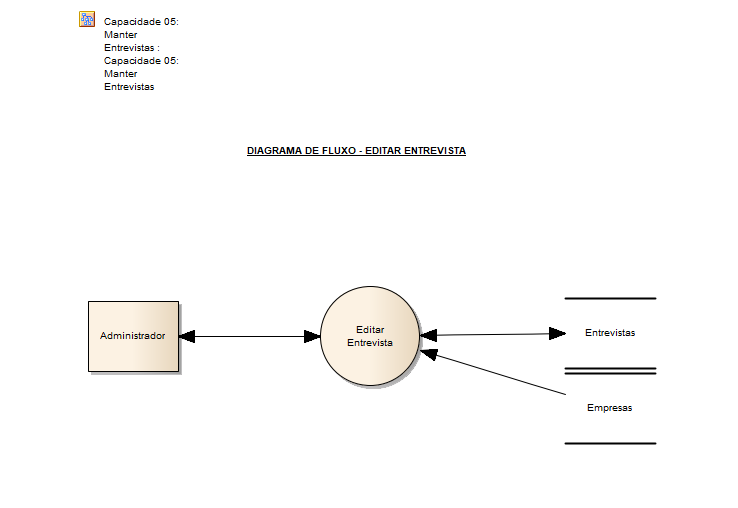 Capacidade 05:
Manter
Entrevistas :
Capacidade 05:
Manter
Entrevistas
DIAGRAMA DE FLUXO - EDITAR ENTREVISTA
Administrador
Editar
Entrevista
Entrevistas
Empresas